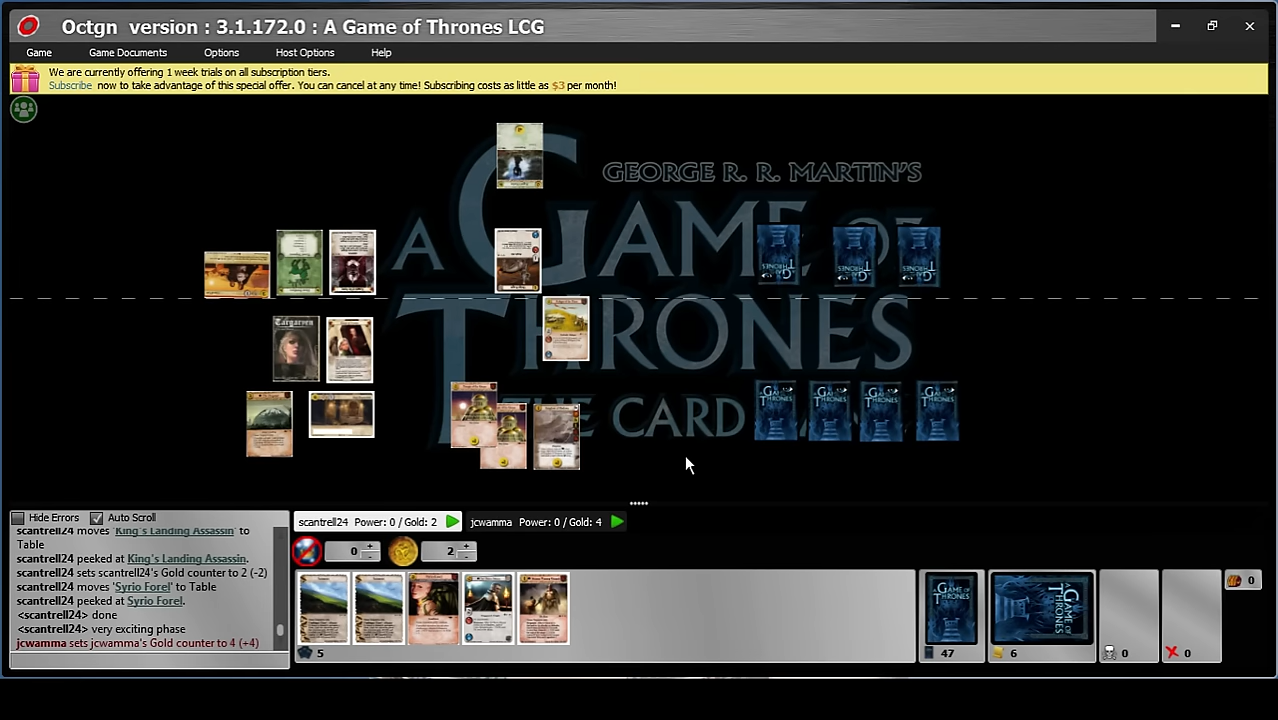 Octgn version : 3.1.172.0 : A Game of Thrones LCG
Game Game Documents Options Host Options Help
We are currently offering 1 week trials on all subscription tiers.
Subscribe now to take advantage of this special offer. You can cancel at any time! Subscribing costs as little as $3 per month!
GEORGE R. R. MARTIN'S
A GAME OF
THRONES
THE CARD
Targaryen
Hide Errors Auto Scroll
scantrell24 moves 'King's Landing Assassin' to
Table
scantrell24 peeked at King's Landing Assassin.
scantrell24 sets scantrell24's Gold counter to 2 (-2)
scantrell24 moves 'Syrio Forel' to Table
scantrell24 peeked at Syrio Forel.
<scantrell24> done
<scantrell24> very exciting phase
jcwamma sets jcwamma's Gold counter to 4 (+4)
scantrell24 Power: 0 / Gold: 2
jcwamma Power: 0 / Gold: 4
0
2
5
47
6
0
0
0